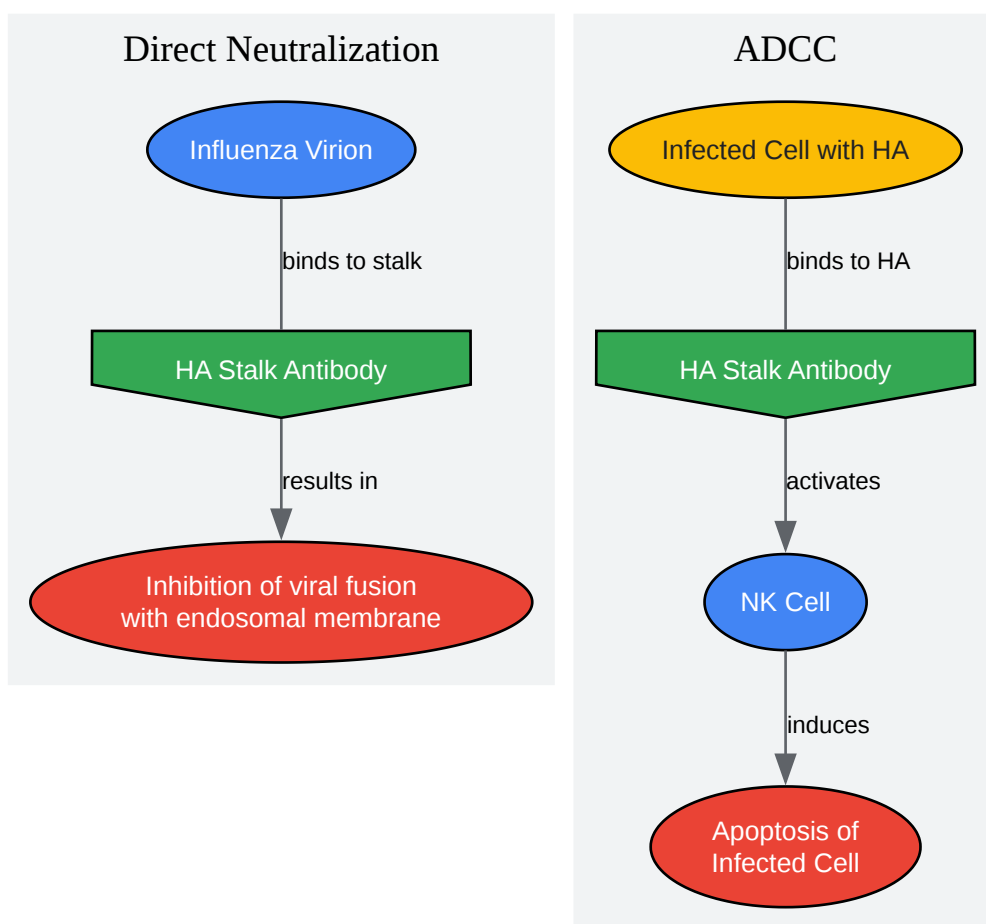 Direct Neutralization
Influenza Virion
binds to stalk
HA Stalk Antibody
results in
Inhibition of viral fusion
with endosomal membrane
ADCC
Infected Cell with HA
binds to HA
HA Stalk Antibody
activates
NK Cell
induces
Apoptosis of
Infected Cell